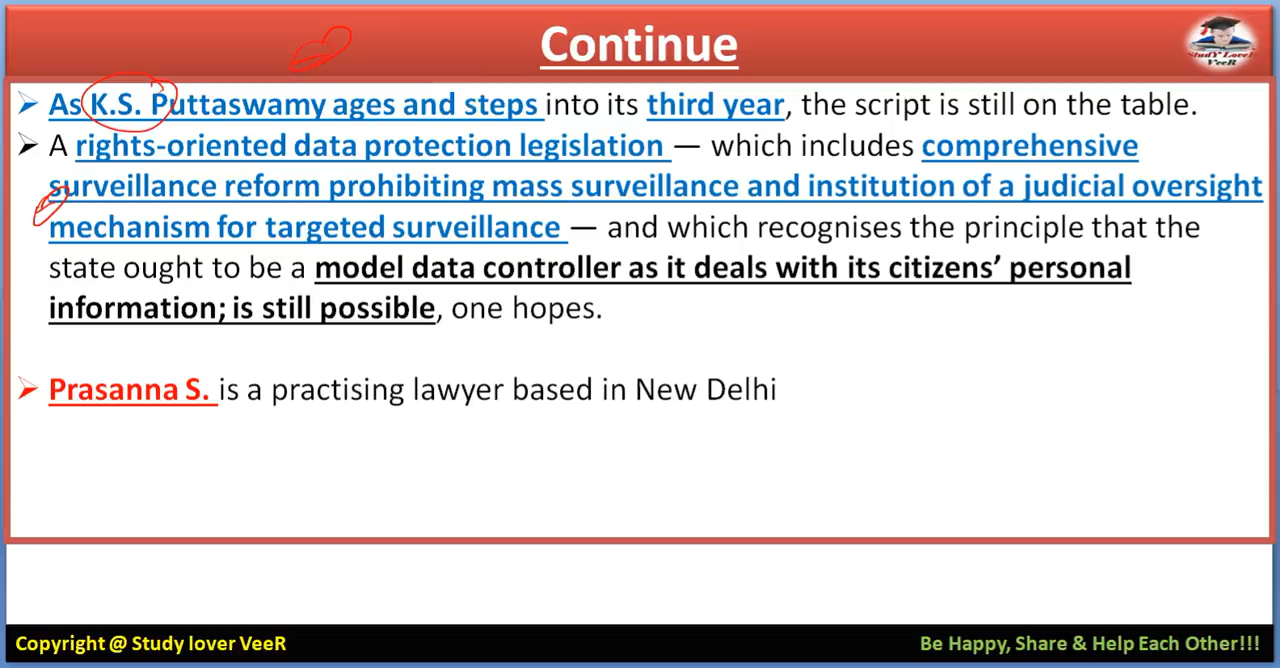 Continue
StudY LoveR
VeeR
As K.S. Puttaswamy ages and steps into its third year, the script is still on the table.
A rights-oriented data protection legislation — which includes comprehensive
surveillance reform prohibiting mass surveillance and institution of a judicial oversight
mechanism for targeted surveillance — and which recognises the principle that the
state ought to be a model data controller as it deals with its citizens’ personal
information; is still possible, one hopes.
Prasanna S. is a practising lawyer based in New Delhi
Copyright @ Study lover VeeR
Be Happy, Share & Help Each Other!!!